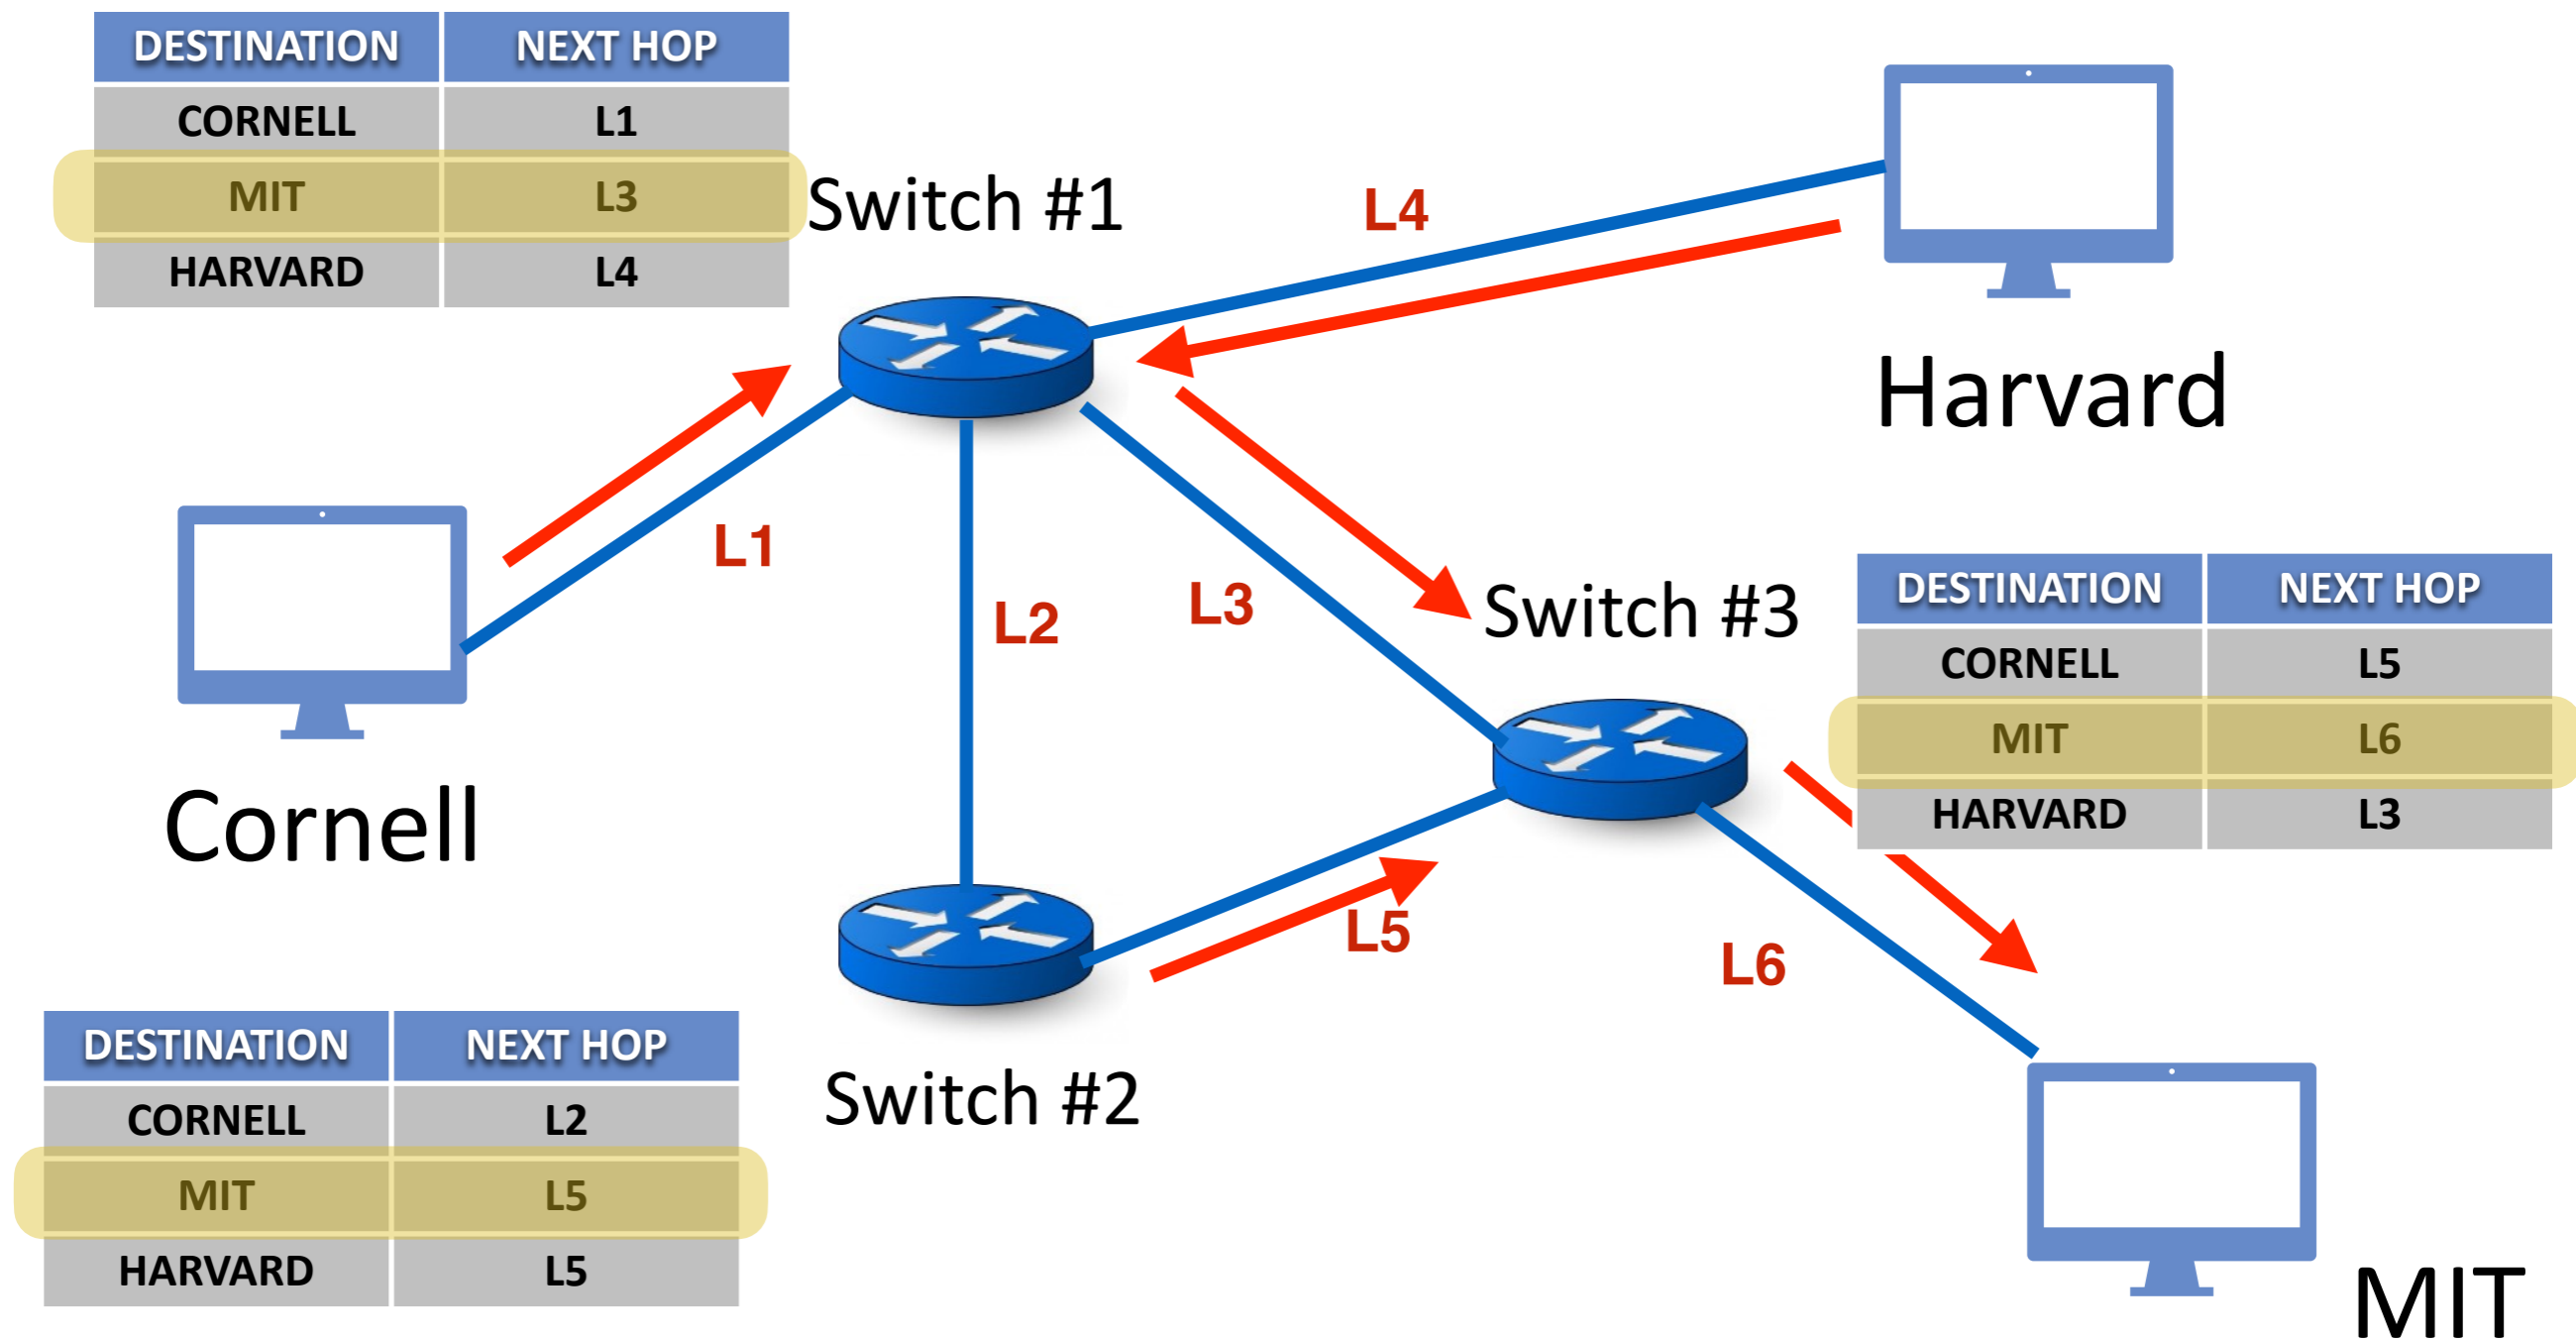 DESTINATION NEXT HOP
CORNELL L1
MIT L3
HARVARD L4
Switch #1
L4
Harvard
L1
L2
L3
Switch #3
DESTINATION NEXT HOP
CORNELL L5
MIT L6
HARVARD L3
Cornell
L5
L6
Switch #2
DESTINATION NEXT HOP
CORNELL L2
MIT L5
HARVARD L5
MIT